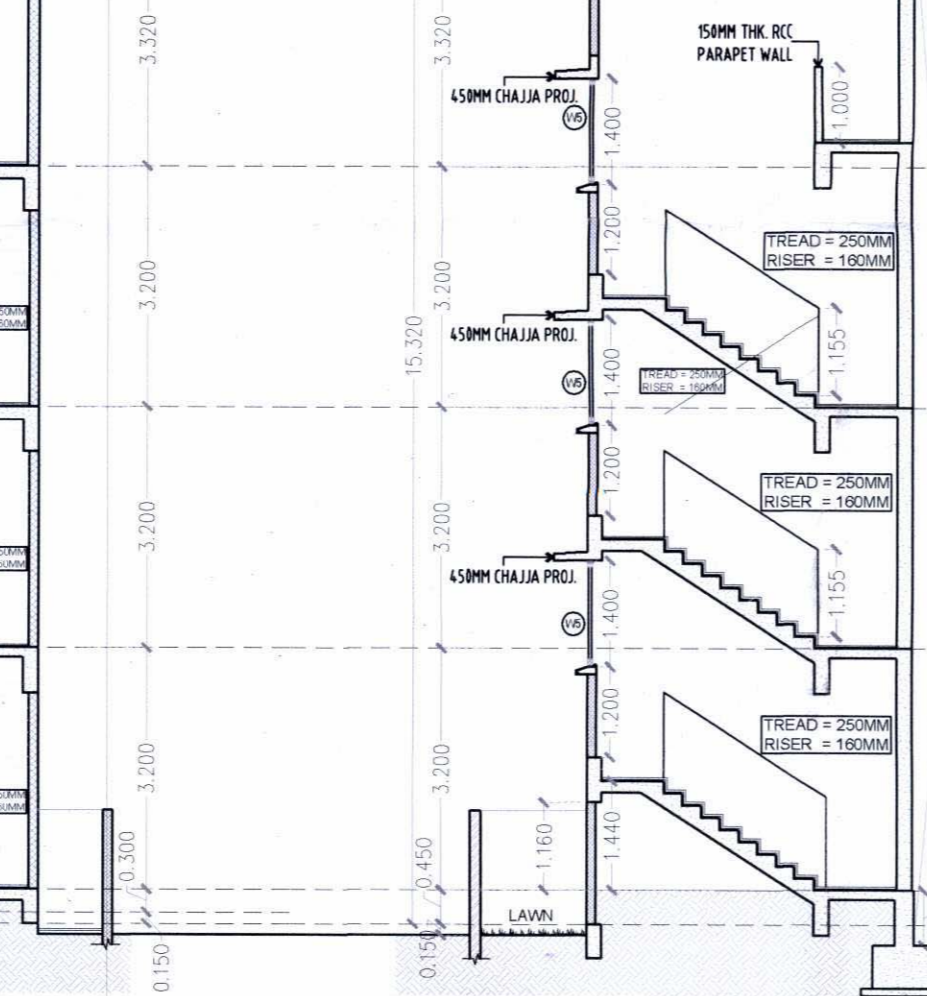 3.320
3.320
150MM THK. RCC
PARAPET WALL
450MM CHAJJA PROJ.
W5
1.400
1.000
1.200
TREAD = 250MM
RISER = 160MM
3.200
3.200
15.320
450MM CHAJJA PROJ.
W5
1.400
TREAD = 250MM
RISER = 160MM
1.155
1.200
TREAD = 250MM
RISER = 160MM
3.200
3.200
450MM CHAJJA PROJ.
W5
1.400
1.155
1.200
TREAD = 250MM
RISER = 160MM
3.200
3.200
0.300
0.450
1.160
1.440
LAWN
0.150
0.150